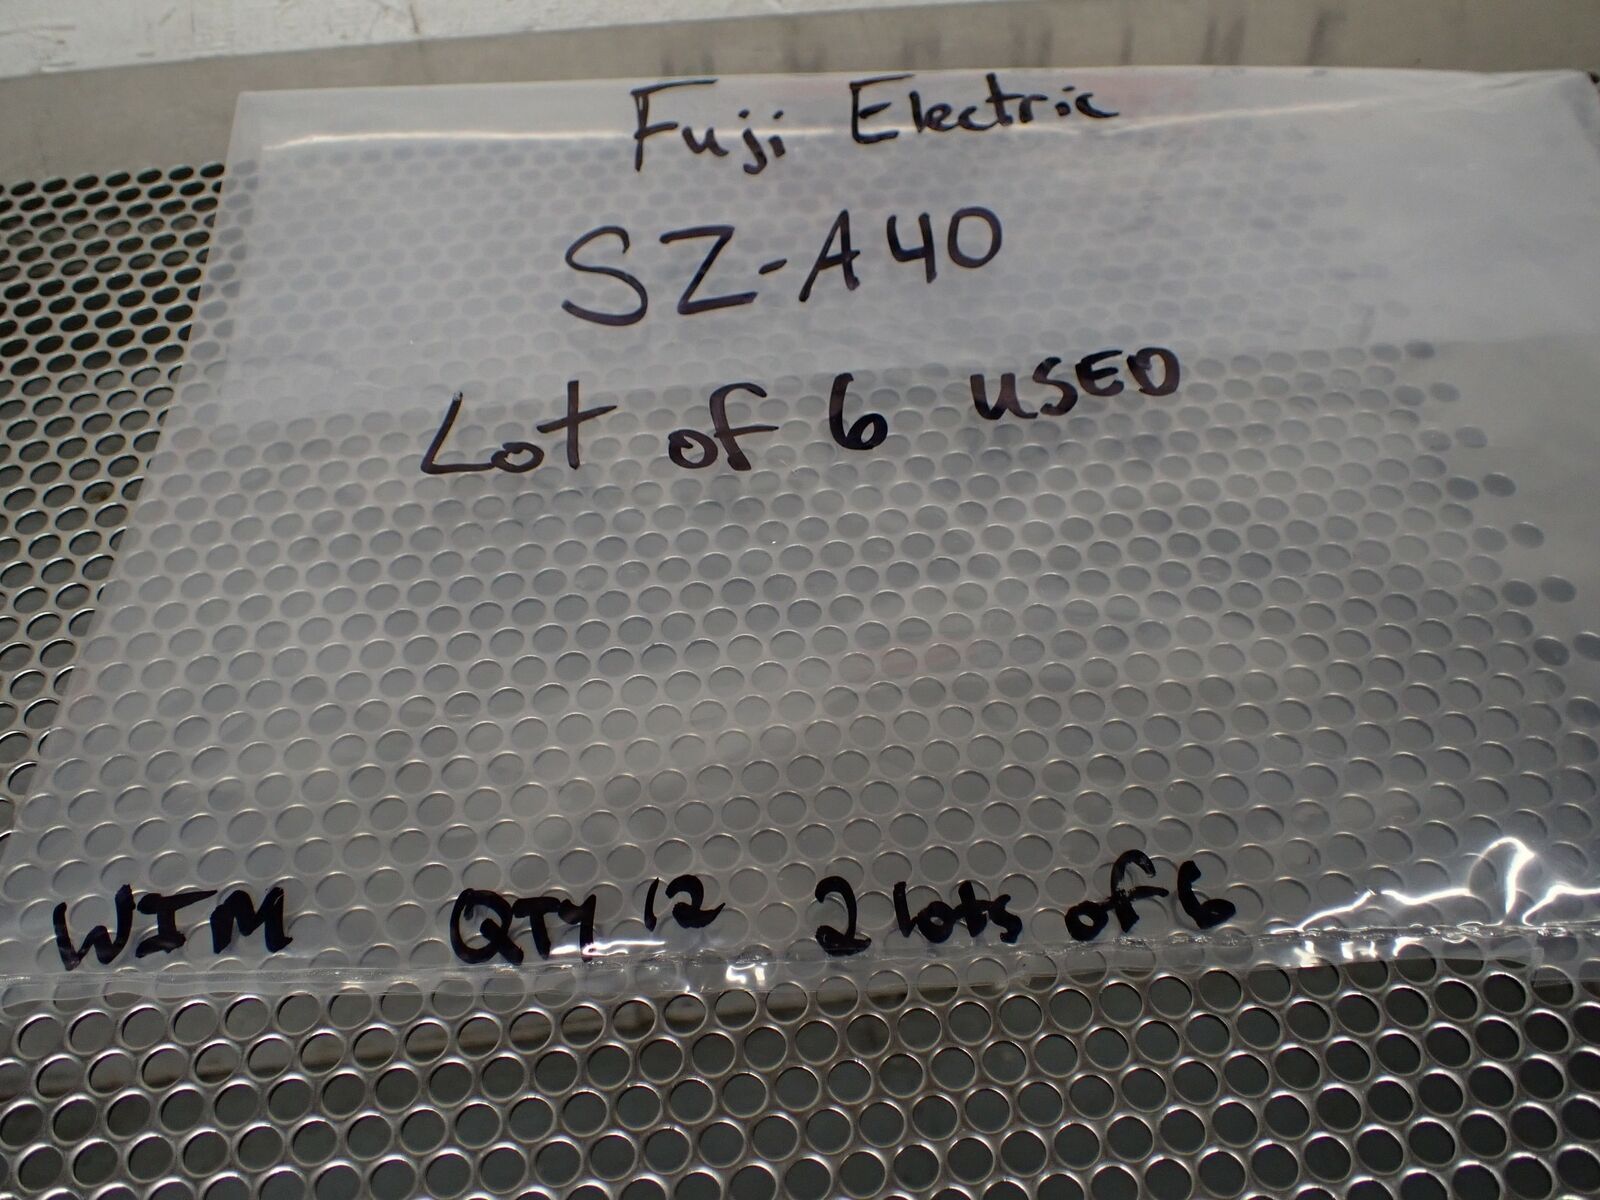 Fuji Electric
SZ-A40
Lot of 6 USED
WIM QTY 12 2 lots of 6